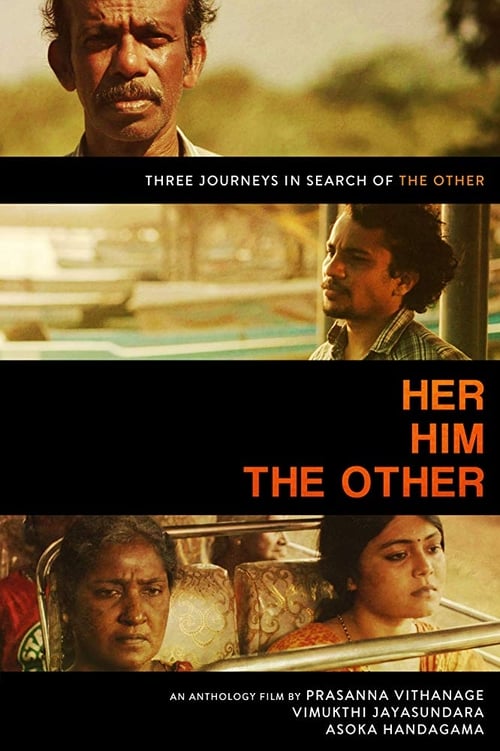 THREE JOURNEYS IN SEARCH OF THE OTHER
HER
HIM
THE OTHER
AN ANTHOLOGY FILM BY PRASANNA VITHANAGE
VIMUKTHI JAYASUNDARA
ASOKA HANDAGAMA